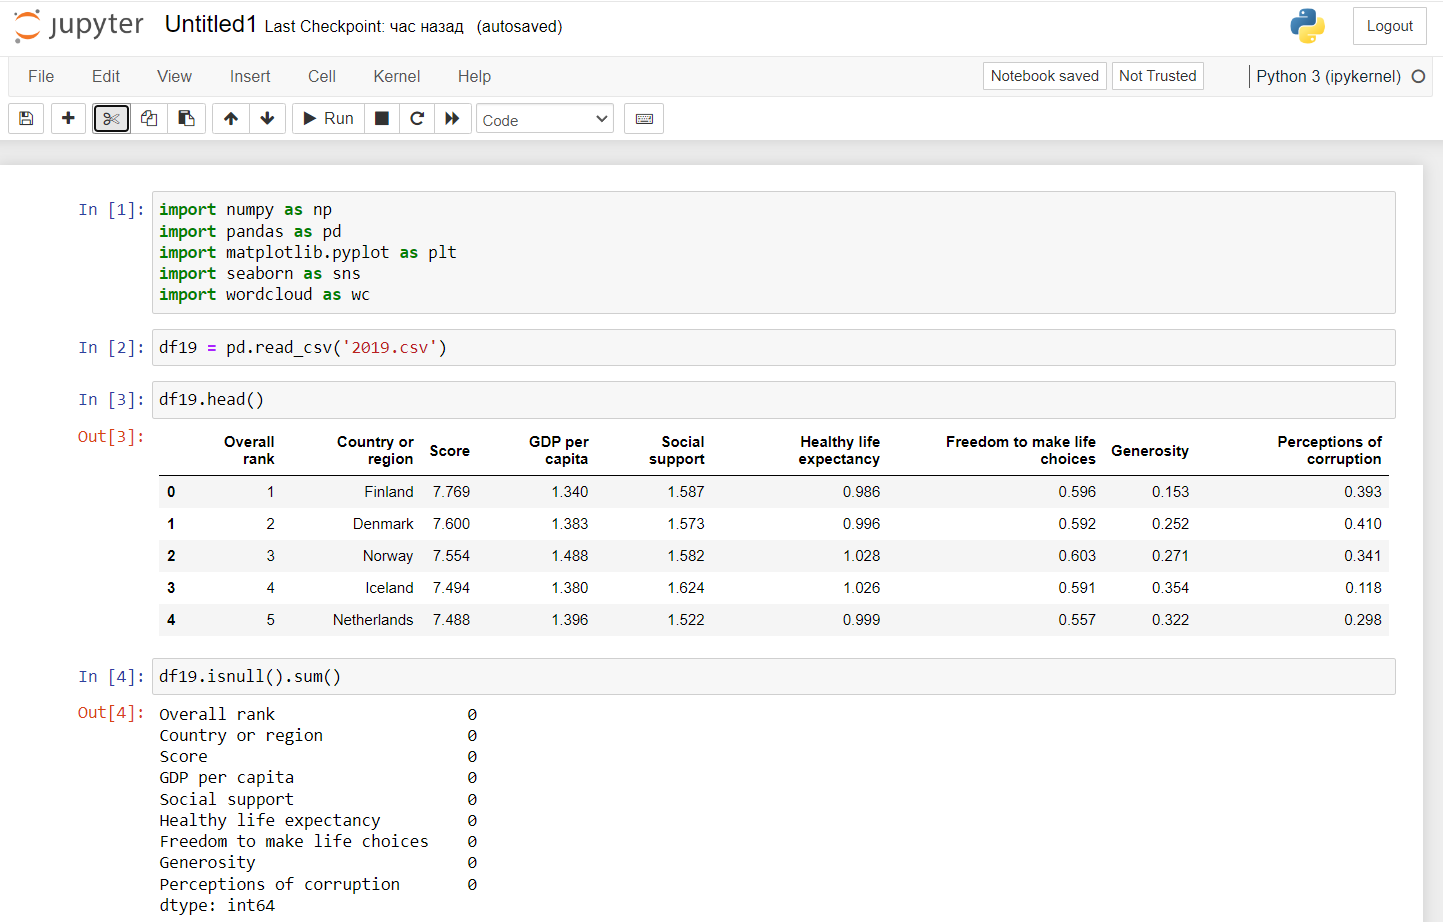 jupyter Untitled1 Last Checkpoint: час назад (autosaved) Logout
File Edit View Insert Cell Kernel Help Notebook saved Not Trusted Python 3 (ipykernel)
Run Code
In [1]: import numpy as np
import pandas as pd
import matplotlib.pyplot as plt
import seaborn as sns
import wordcloud as wc
In [2]: df19 = pd.read_csv('2019.csv')
In [3]: df19.head()
Out[3]:
Overall rank Country or region Score GDP per capita Social support Healthy life expectancy Freedom to make life choices Generosity Perceptions of corruption
0 1 Finland 7.769 1.340 1.587 0.986 0.596 0.153 0.393
1 2 Denmark 7.600 1.383 1.573 0.996 0.592 0.252 0.410
2 3 Norway 7.554 1.488 1.582 1.028 0.603 0.271 0.341
3 4 Iceland 7.494 1.380 1.624 1.026 0.591 0.354 0.118
4 5 Netherlands 7.488 1.396 1.522 0.999 0.557 0.322 0.298
In [4]: df19.isnull().sum()
Out[4]: Overall rank 0
Country or region 0
Score 0
GDP per capita 0
Social support 0
Healthy life expectancy 0
Freedom to make life choices 0
Generosity 0
Perceptions of corruption 0
dtype: int64